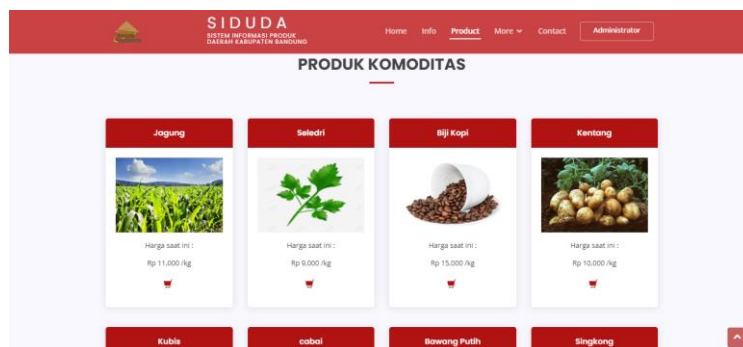 SIDUDA
SISTEM INFORMASI PRODUK
DAERAH KABUPATEN BANDUNG
Home Info Product More Contact Administrator
PRODUK KOMODITAS
Jagung Seledri Biji Kopi Kentang
Harga saat ini : Harga saat ini : Harga saat ini : Harga saat ini :
Rp 11.000 /kg Rp 9.000 /kg Rp 15.000 /kg Rp 10.000 /kg
Kubis cabai Bawang Putih Singkong